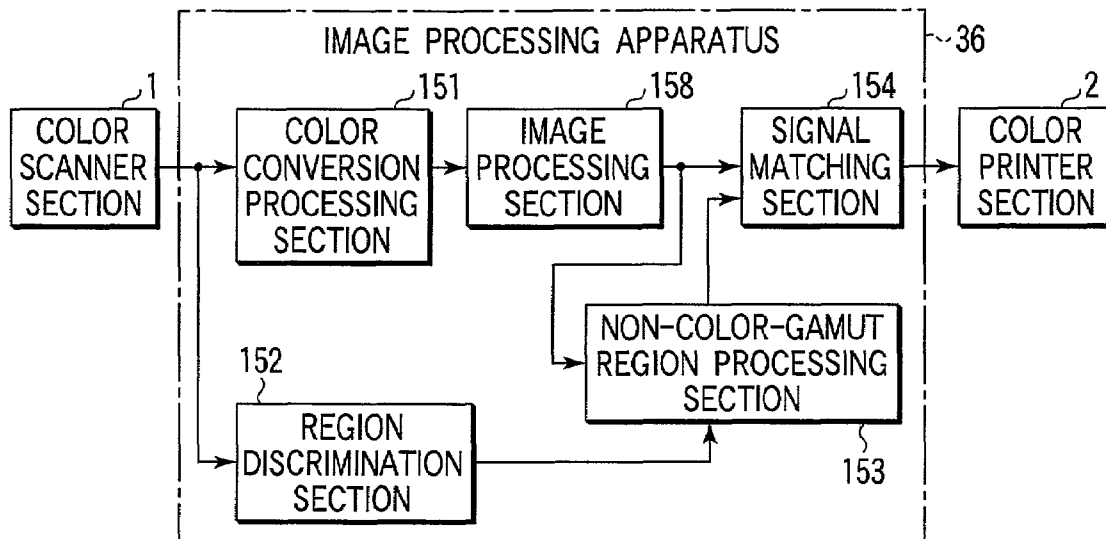 IMAGE PROCESSING APPARATUS
36
1
COLOR
SCANNER
SECTION
151
COLOR
CONVERSION
PROCESSING
SECTION
158
IMAGE
PROCESSING
SECTION
154
SIGNAL
MATCHING
SECTION
2
COLOR
PRINTER
SECTION
152
REGION
DISCRIMINATION
SECTION
NON-COLOR-GAMUT
REGION PROCESSING
SECTION
153